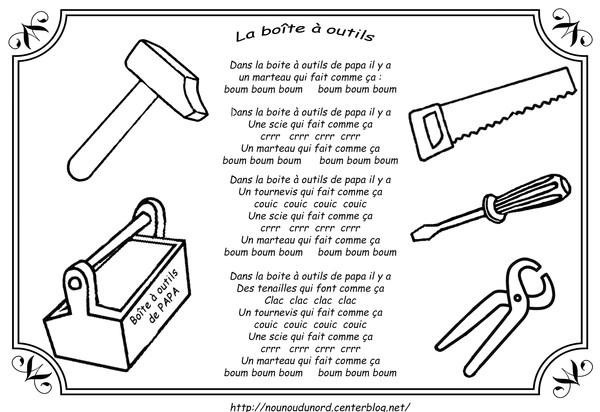 La boîte à outils
Dans la boite à outils de papa il y a
un marteau qui fait comme ça :
boum boum boum boum boum boum
Dans la boite à outils de papa il y a
Une scie qui fait comme ça
crrr crrr crrr crrr
Un marteau qui fait comme ça
boum boum boum boum boum boum
Dans la boite à outils de papa il y a
Un tournevis qui fait comme ça
couic couic couic couic
Une scie qui fait comme ça
crrr crrr crrr crrr
Un marteau qui fait comme ça
boum boum boum boum boum boum
Dans la boite à outils de papa il y a
Des tenailles qui font comme ça
Clac clac clac clac
Un tournevis qui fait comme ça
couic couic couic couic
Une scie qui fait comme ça
crrr crrr crrr crrr
Un marteau qui fait comme ça
boum boum boum boum boum boum
Boîte à outils
de PAPA
http://nounoudunord.centerblog.net/